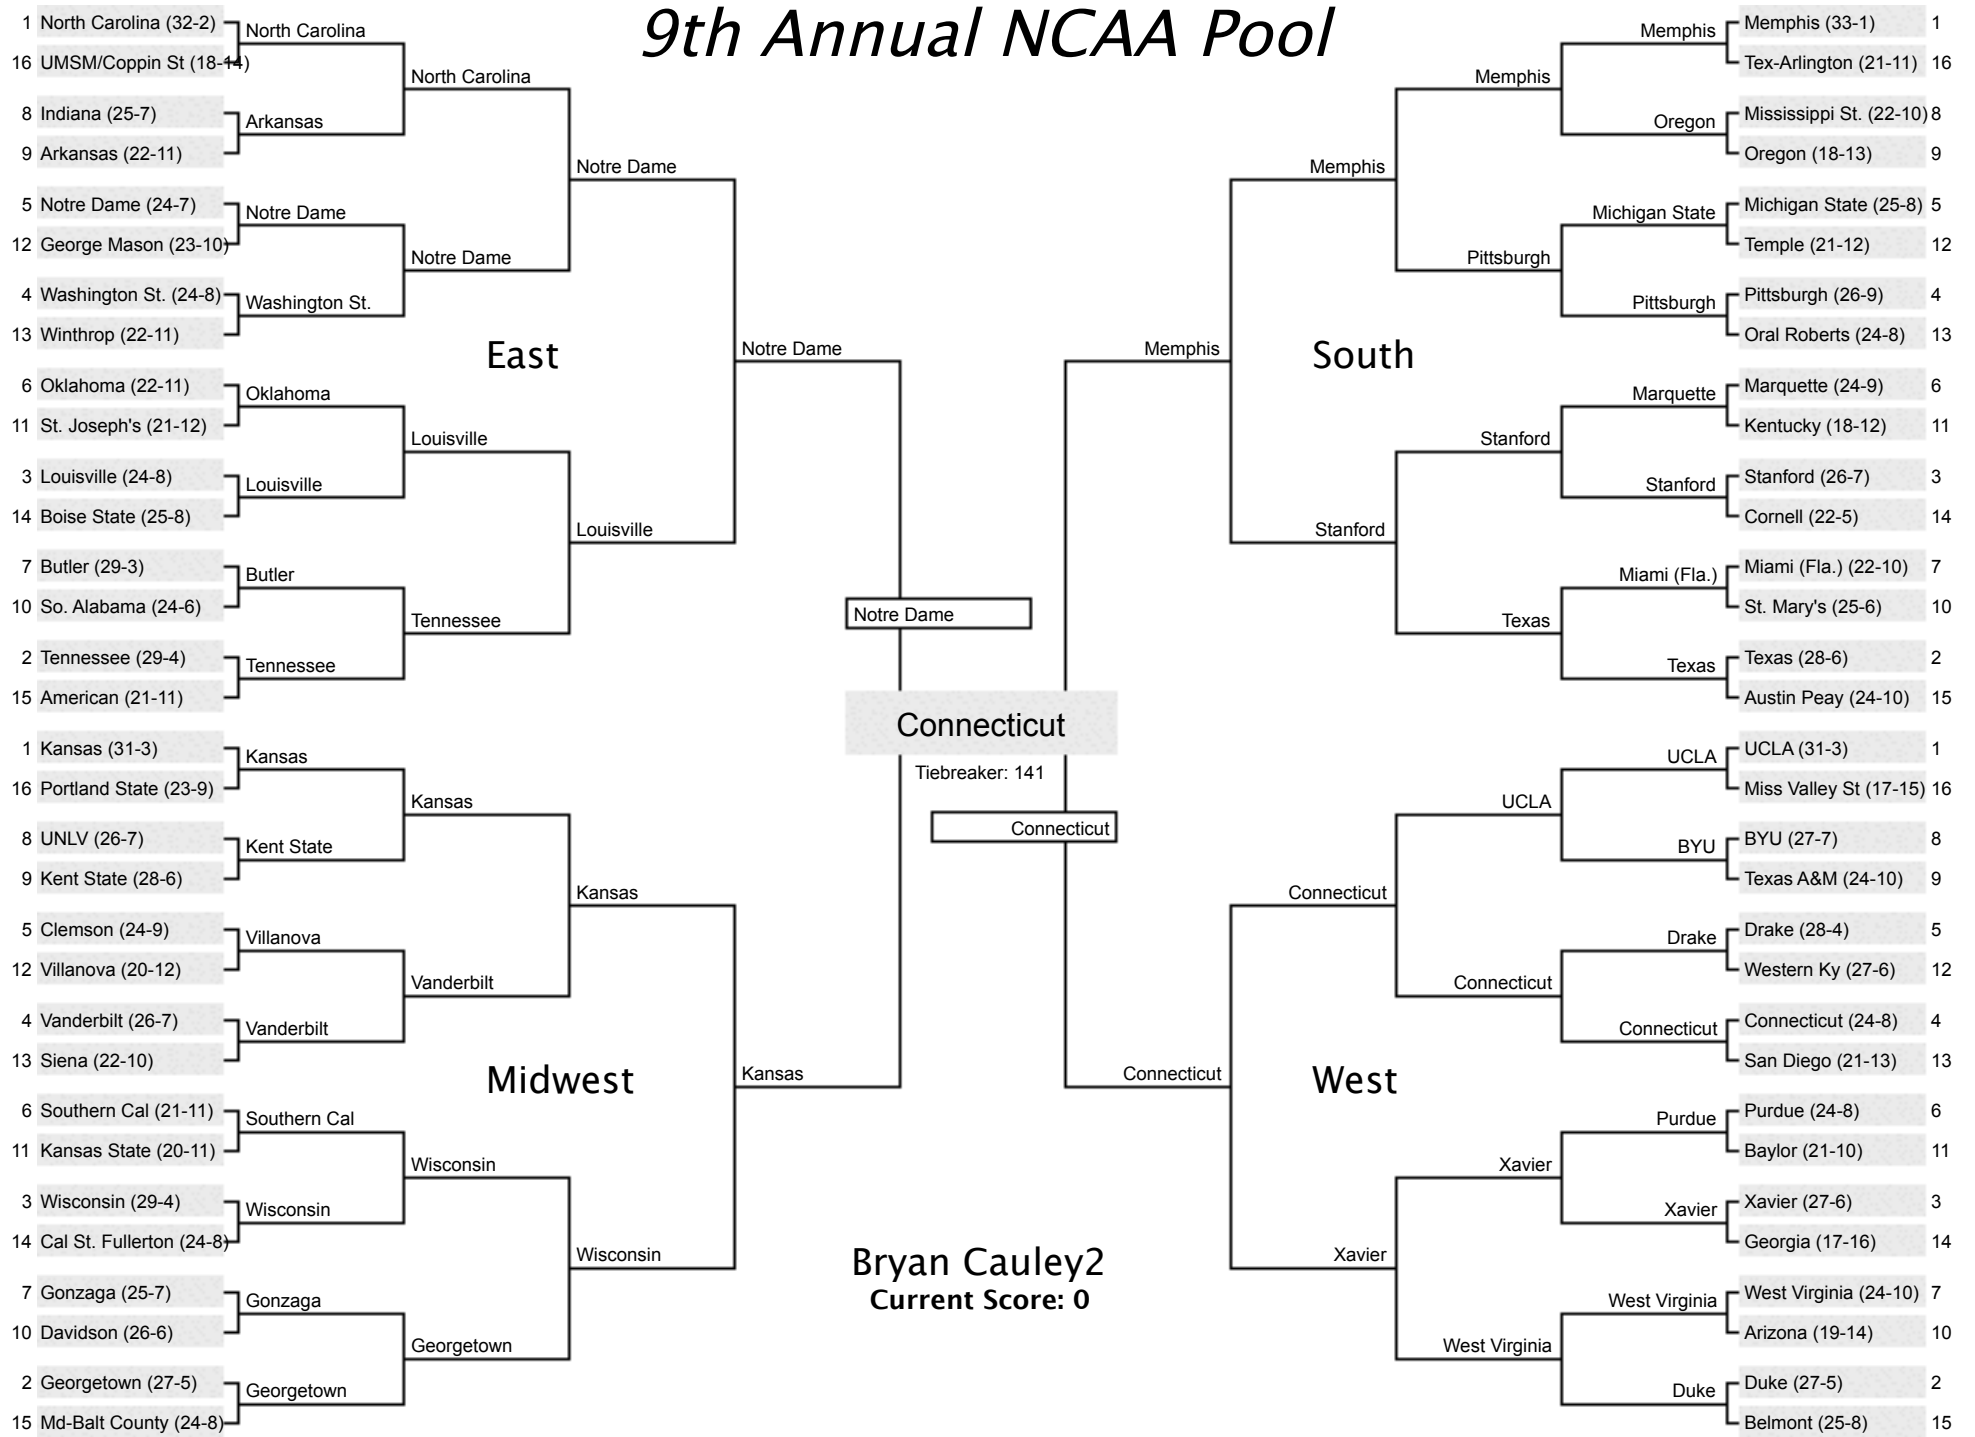 9th Annual NCAA Pool
1 North Carolina (32-2)
16 UMSM/Coppin St (18-14)
8 Indiana (25-7)
9 Arkansas (22-11)
5 Notre Dame (24-7)
12 George Mason (23-10)
4 Washington St. (24-8)
13 Winthrop (22-11)
6 Oklahoma (22-11)
11 St. Joseph's (21-12)
3 Louisville (24-8)
14 Boise State (25-8)
7 Butler (29-3)
10 So. Alabama (24-6)
2 Tennessee (29-4)
15 American (21-11)
North Carolina
Arkansas
Notre Dame
Washington St.
Oklahoma
Louisville
Butler
Tennessee
North Carolina
Notre Dame
Louisville
Tennessee
Notre Dame
Louisville
East
Notre Dame
1 Kansas (31-3)
16 Portland State (23-9)
8 UNLV (26-7)
9 Kent State (28-6)
5 Clemson (24-9)
12 Villanova (20-12)
4 Vanderbilt (26-7)
13 Siena (22-10)
6 Southern Cal (21-11)
11 Kansas State (20-11)
3 Wisconsin (29-4)
14 Cal St. Fullerton (24-8)
7 Gonzaga (25-7)
10 Davidson (26-6)
2 Georgetown (27-5)
15 Md-Balt County (24-8)
Kansas
Kent State
Villanova
Vanderbilt
Southern Cal
Wisconsin
Gonzaga
Georgetown
Kansas
Vanderbilt
Wisconsin
Georgetown
Kansas
Wisconsin
Midwest
Kansas
Notre Dame
Connecticut
Tiebreaker: 141
Connecticut
Bryan Cauley2
Current Score: 0
Memphis
South
Memphis
Stanford
Memphis
Pittsburgh
Stanford
Texas
Memphis
Oregon
Michigan State
Pittsburgh
Marquette
Stanford
Miami (Fla.)
Texas
Memphis (33-1) 1
Tex-Arlington (21-11) 16
Mississippi St. (22-10) 8
Oregon (18-13) 9
Michigan State (25-8) 5
Temple (21-12) 12
Pittsburgh (26-9) 4
Oral Roberts (24-8) 13
Marquette (24-9) 6
Kentucky (18-12) 11
Stanford (26-7) 3
Cornell (22-5) 14
Miami (Fla.) (22-10) 7
St. Mary's (25-6) 10
Texas (28-6) 2
Austin Peay (24-10) 15
Connecticut
West
Connecticut
Xavier
UCLA
Connecticut
Xavier
West Virginia
UCLA
BYU
Drake
Connecticut
Purdue
Xavier
West Virginia
Duke
UCLA (31-3) 1
Miss Valley St (17-15) 16
BYU (27-7) 8
Texas A&M (24-10) 9
Drake (28-4) 5
Western Ky (27-6) 12
Connecticut (24-8) 4
San Diego (21-13) 13
Purdue (24-8) 6
Baylor (21-10) 11
Xavier (27-6) 3
Georgia (17-16) 14
West Virginia (24-10) 7
Arizona (19-14) 10
Duke (27-5) 2
Belmont (25-8) 15